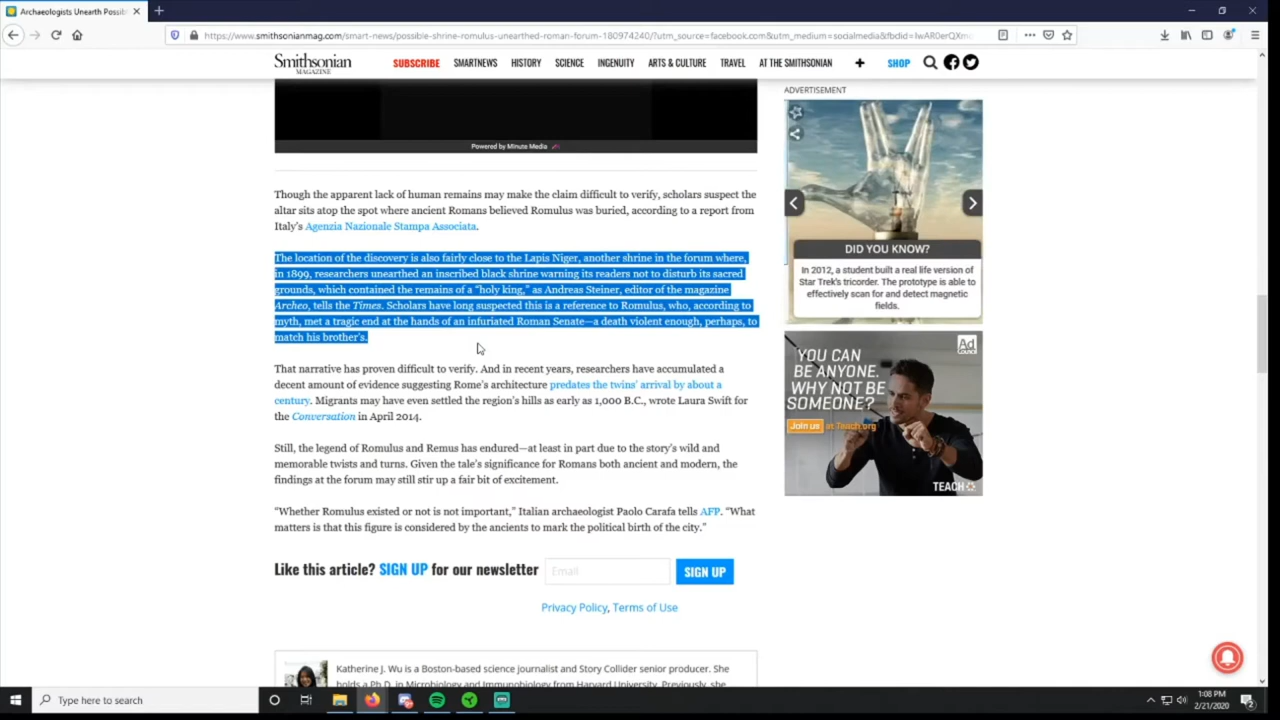 Archaeologists Unearth Possib
https://www.smithsonianmag.com/smart-news/possible-shrine-romulus-unearthed-roman-forum-180974240/?utm_source=facebook.com&utm_medium=socialmedia&fbclid=IwAR0erQXm
Smithsonian
MAGAZINE
SUBSCRIBE SMARTNEWS HISTORY SCIENCE INGENUITY ARTS & CULTURE TRAVEL AT THE SMITHSONIAN + SHOP
Powered by Minute Media
Though the apparent lack of human remains may make the claim difficult to verify, scholars suspect the
altar sits atop the spot where ancient Romans believed Romulus was buried, according to a report from
Italy's Agenzia Nazionale Stampa Associata.
The location of the discovery is also fairly close to the Lapis Niger, another shrine in the forum where,
in 1899, researchers unearthed an inscribed black shrine warning its readers not to disturb its sacred
grounds, which contained the remains of a “holy king,” as Andreas Steiner, editor of the magazine
Archeo, tells the Times. Scholars have long suspected this is a reference to Romulus, who, according to
myth, met a tragic end at the hands of an infuriated Roman Senate—a death violent enough, perhaps, to
match his brother's.
That narrative has proven difficult to verify. And in recent years, researchers have accumulated a
decent amount of evidence suggesting Rome's architecture predates the twins' arrival by about a
century. Migrants may have even settled the region's hills as early as 1,000 B.C., wrote Laura Swift for
the Conversation in April 2014.
Still, the legend of Romulus and Remus has endured—at least in part due to the story's wild and
memorable twists and turns. Given the tale's significance for Romans both ancient and modern, the
findings at the forum may still stir up a fair bit of excitement.
“Whether Romulus existed or not is not important,” Italian archaeologist Paolo Carafa tells AFP. “What
matters is that this figure is considered by the ancients to mark the political birth of the city.”
Like this article? SIGN UP for our newsletter
Email
SIGN UP
Privacy Policy, Terms of Use
Katherine J. Wu is a Boston-based science journalist and Story Collider senior producer. She
holds a Ph.D. in Microbiology and Immunobiology from Harvard University. Previously, she
ADVERTISEMENT
DID YOU KNOW?
In 2012, a student built a real life version of
Star Trek's tricorder. The prototype is able to
effectively scan for and detect magnetic
fields.
Ad
Council
YOU CAN
BE ANYONE.
WHY NOT BE
SOMEONE?
Join us at Teach.org
TEACH
Type here to search
1:08 PM
2/21/2020
2